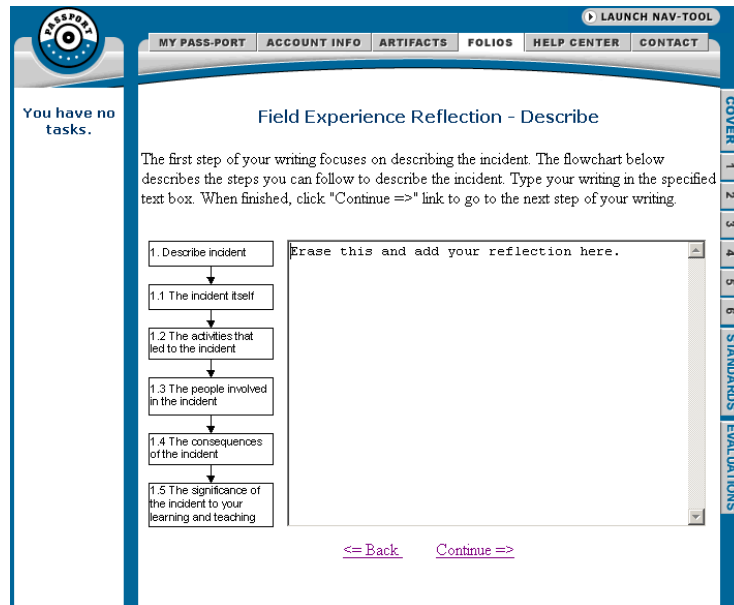 PASSPORT
LAUNCH NAV-TOOL
MY PASS-PORT
ACCOUNT INFO
ARTIFACTS
FOLIOS
HELP CENTER
CONTACT
You have no
tasks.
Field Experience Reflection - Describe
The first step of your writing focuses on describing the incident. The flowchart below
describes the steps you can follow to describe the incident. Type your writing in the specified
text box. When finished, click "Continue =>" link to go to the next step of your writing.
1. Describe incident
1.1 The incident itself
1.2 The activities that
led to the incident
1.3 The people involved
in the incident
1.4 The consequences
of the incident
1.5 The significance of
the incident to your
learning and teaching
Erase this and add your reflection here.
<= Back
Continue =>
COVER
1
2
3
4
5
6
STANDARDS
EVALUATIONS